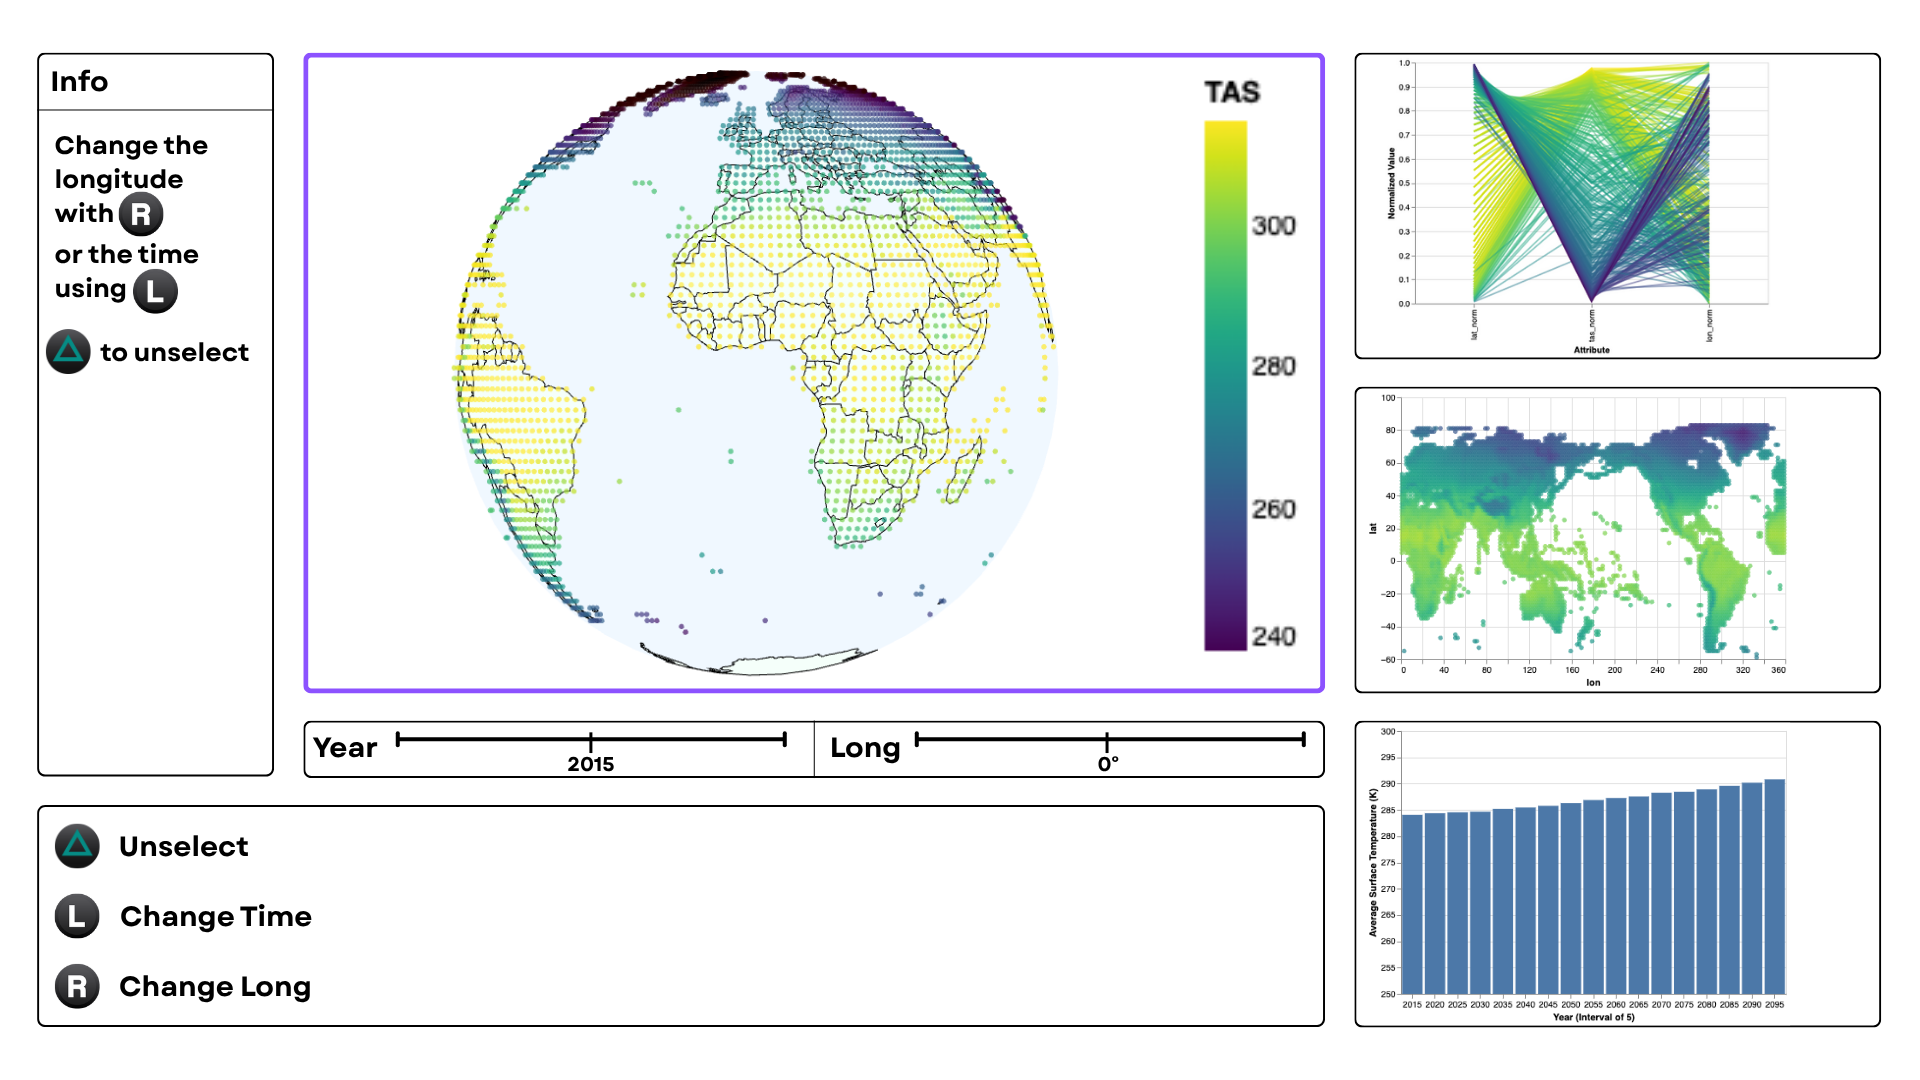 Info
Change the
longitude
with R
or the time
using L
to unselect
TAS
300
280
260
240
Year
2015
Long
0°
Unselect
L Change Time
R Change Long
Normalized Value
1.0
0.9
0.8
0.7
0.6
0.5
0.4
0.3
0.2
0.1
0.0
lat_norm
tas_norm
lon_norm
Attribute
lat
100
80
60
40
20
0
−20
−40
−60
0 40 80 120 160 200 240 280 320 360
lon
Average Surface Temperature (K)
300
295
290
285
280
275
270
265
260
255
250
2015 2020 2025 2030 2035 2040 2045 2050 2055 2060 2065 2070 2075 2080 2085 2090 2095
Year (Interval of 5)